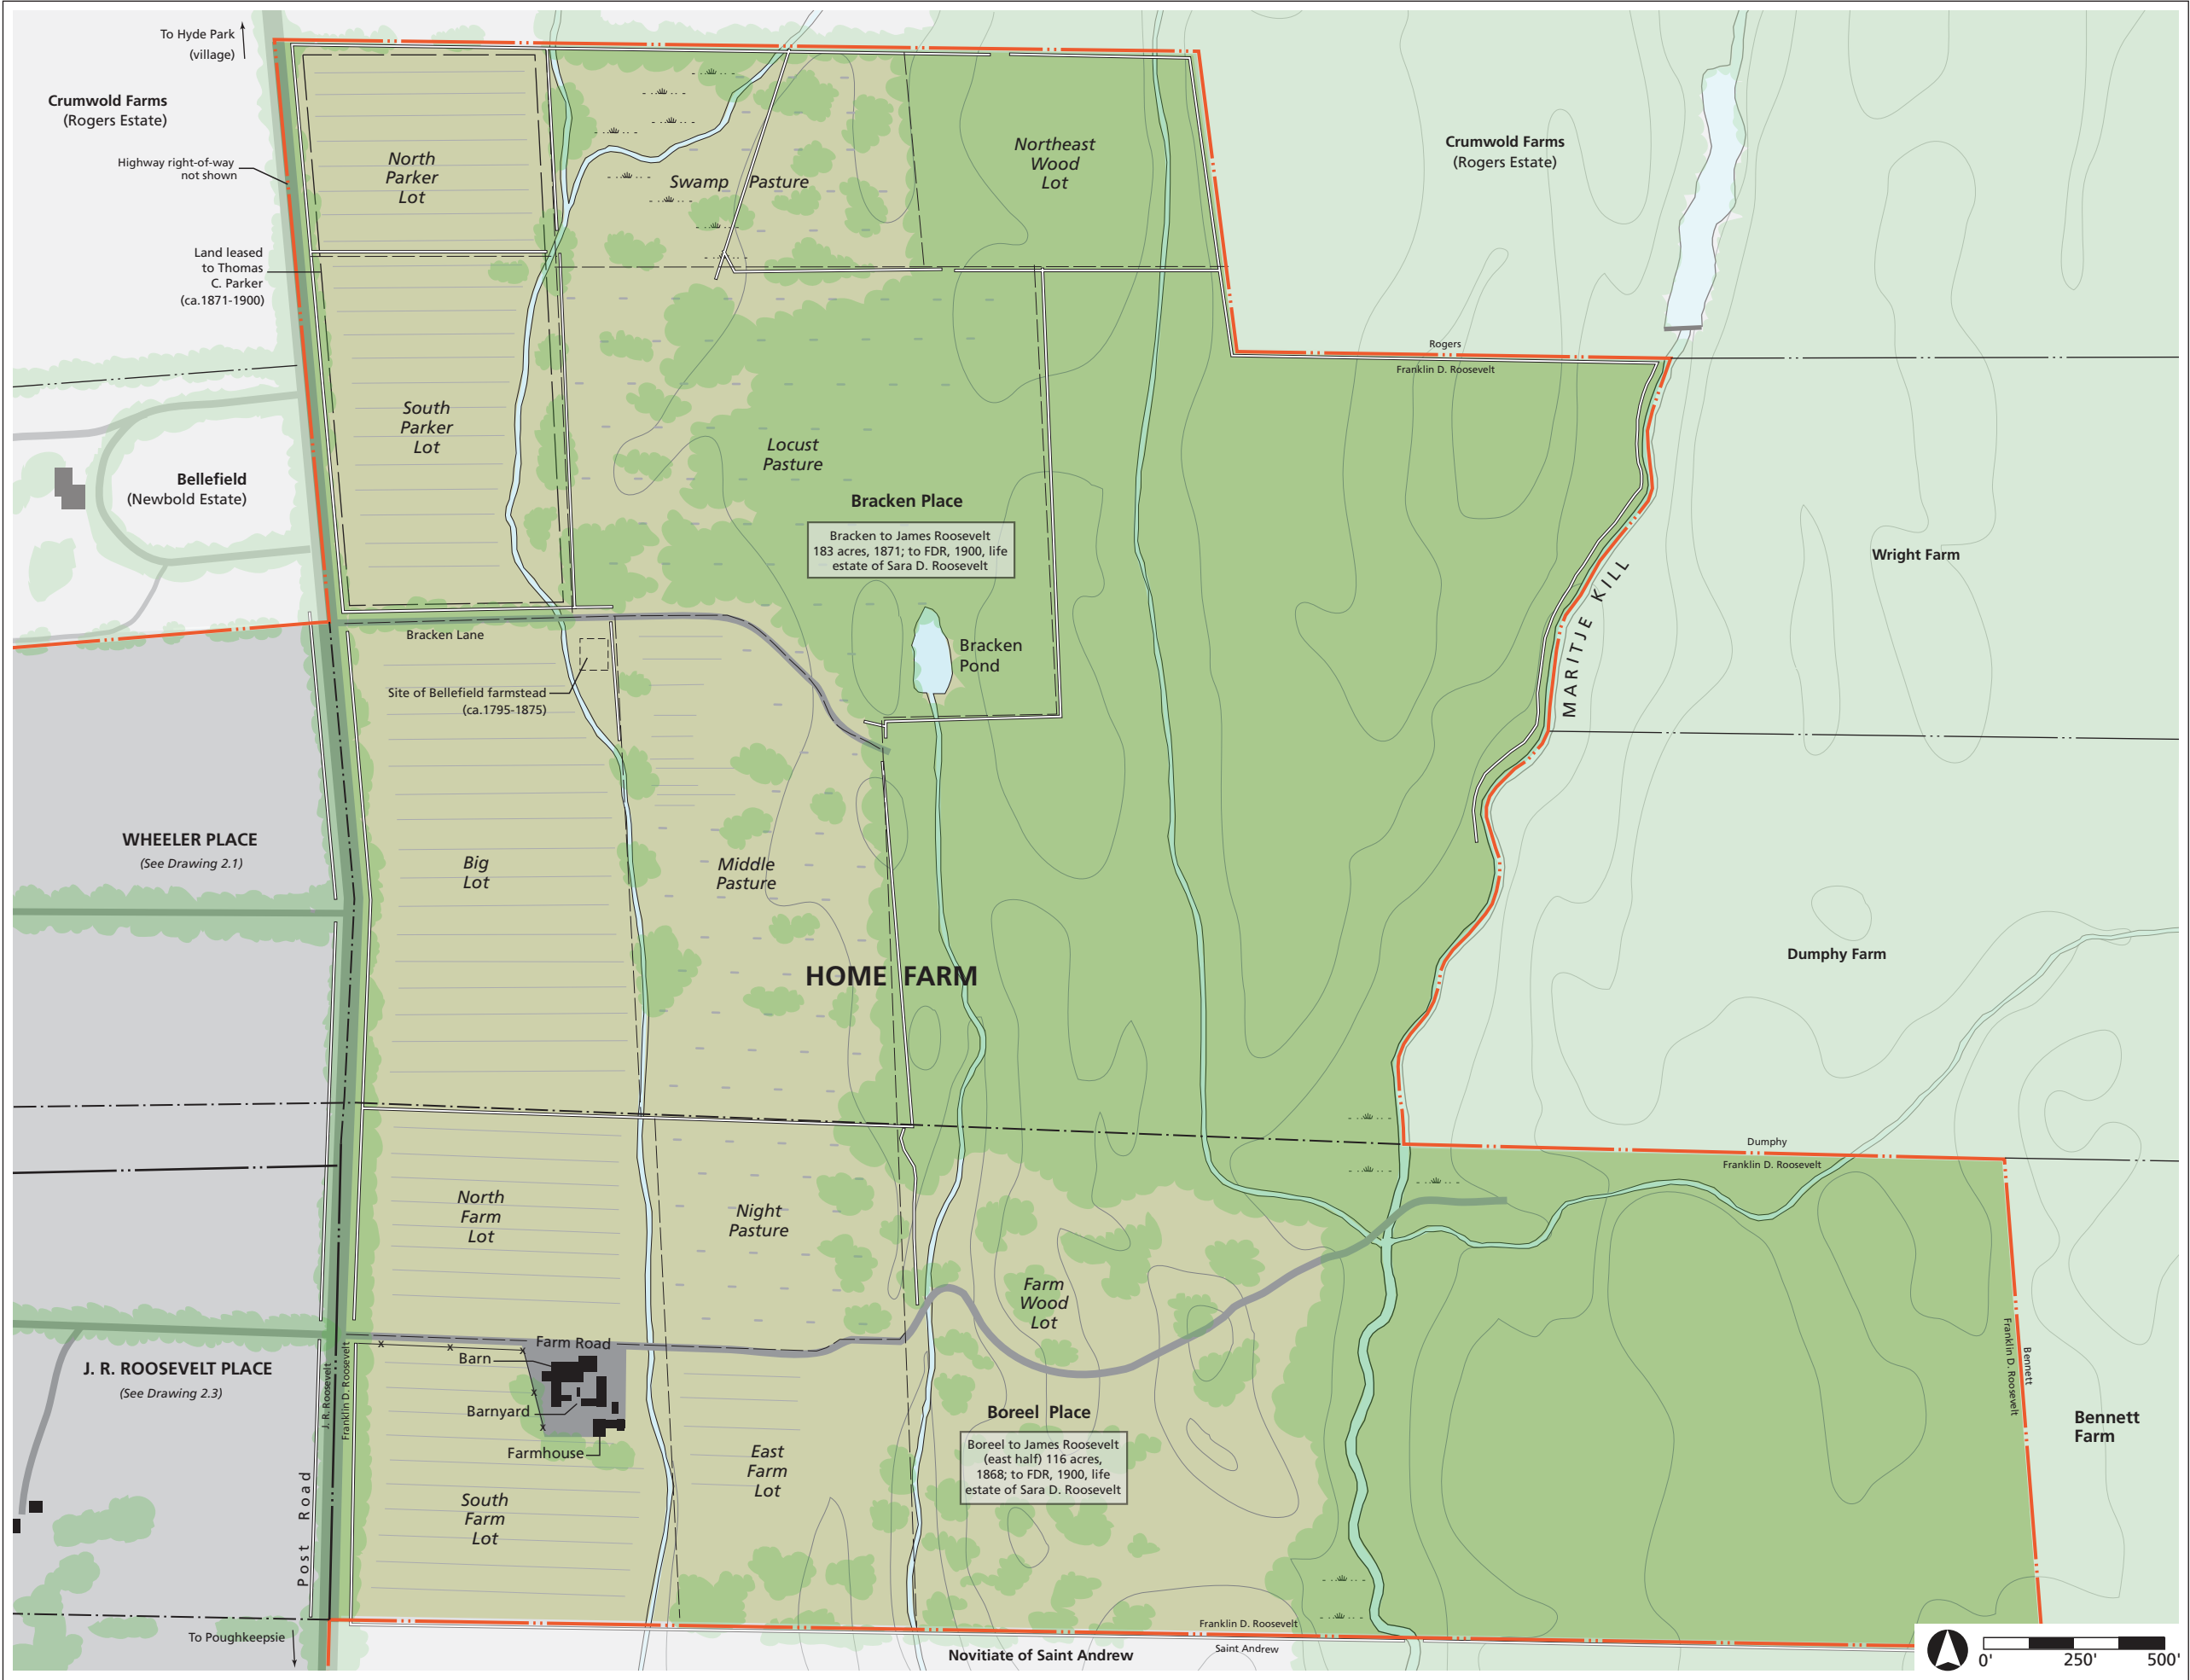 To Hyde Park
(village)
Crumwold Farms
(Rogers Estate)
Highway right-of-way
not shown
North
Parker
Lot
Swamp Pasture
Northeast
Wood
Lot
Crumwold Farms
(Rogers Estate)
Land leased
to Thomas
C. Parker
(ca.1871-1900)
Rogers
Franklin D. Roosevelt
South
Parker
Lot
Locust
Pasture
Bellefield
(Newbold Estate)
Bracken Place
Bracken to James Roosevelt
183 acres, 1871; to FDR, 1900, life
estate of Sara D. Roosevelt
Wright Farm
MARITJE KILL
Bracken Lane
Bracken
Pond
Site of Bellefield farmstead
(ca.1795-1875)
WHEELER PLACE
(See Drawing 2.1)
Big
Lot
Middle
Pasture
HOME FARM
Dumphy Farm
Dumphy
Franklin D. Roosevelt
North
Farm
Lot
Night
Pasture
Farm
Wood
Lot
Farm Road
Barn
Barnyard
Farmhouse
J. R. ROOSEVELT PLACE
(See Drawing 2.3)
J. R. Roosevelt
Franklin D. Roosevelt
Franklin D. Roosevelt
Bennett
Boreel Place
Boreel to James Roosevelt
(east half) 116 acres,
1868; to FDR, 1900, life
estate of Sara D. Roosevelt
Bennett
Farm
East
Farm
Lot
South
Farm
Lot
Post Road
To Poughkeepsie
Franklin D. Roosevelt
Saint Andrew
Novitiate of Saint Andrew
0' 250' 500'